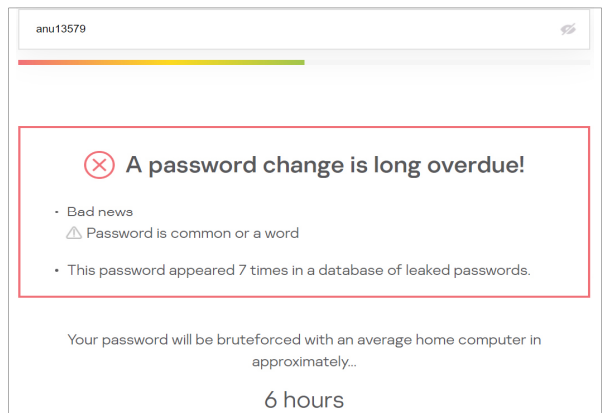 anu13579
A password change is long overdue!
• Bad news
Password is common or a word
• This password appeared 7 times in a database of leaked passwords.
Your password will be bruteforced with an average home computer in
approximately...
6 hours